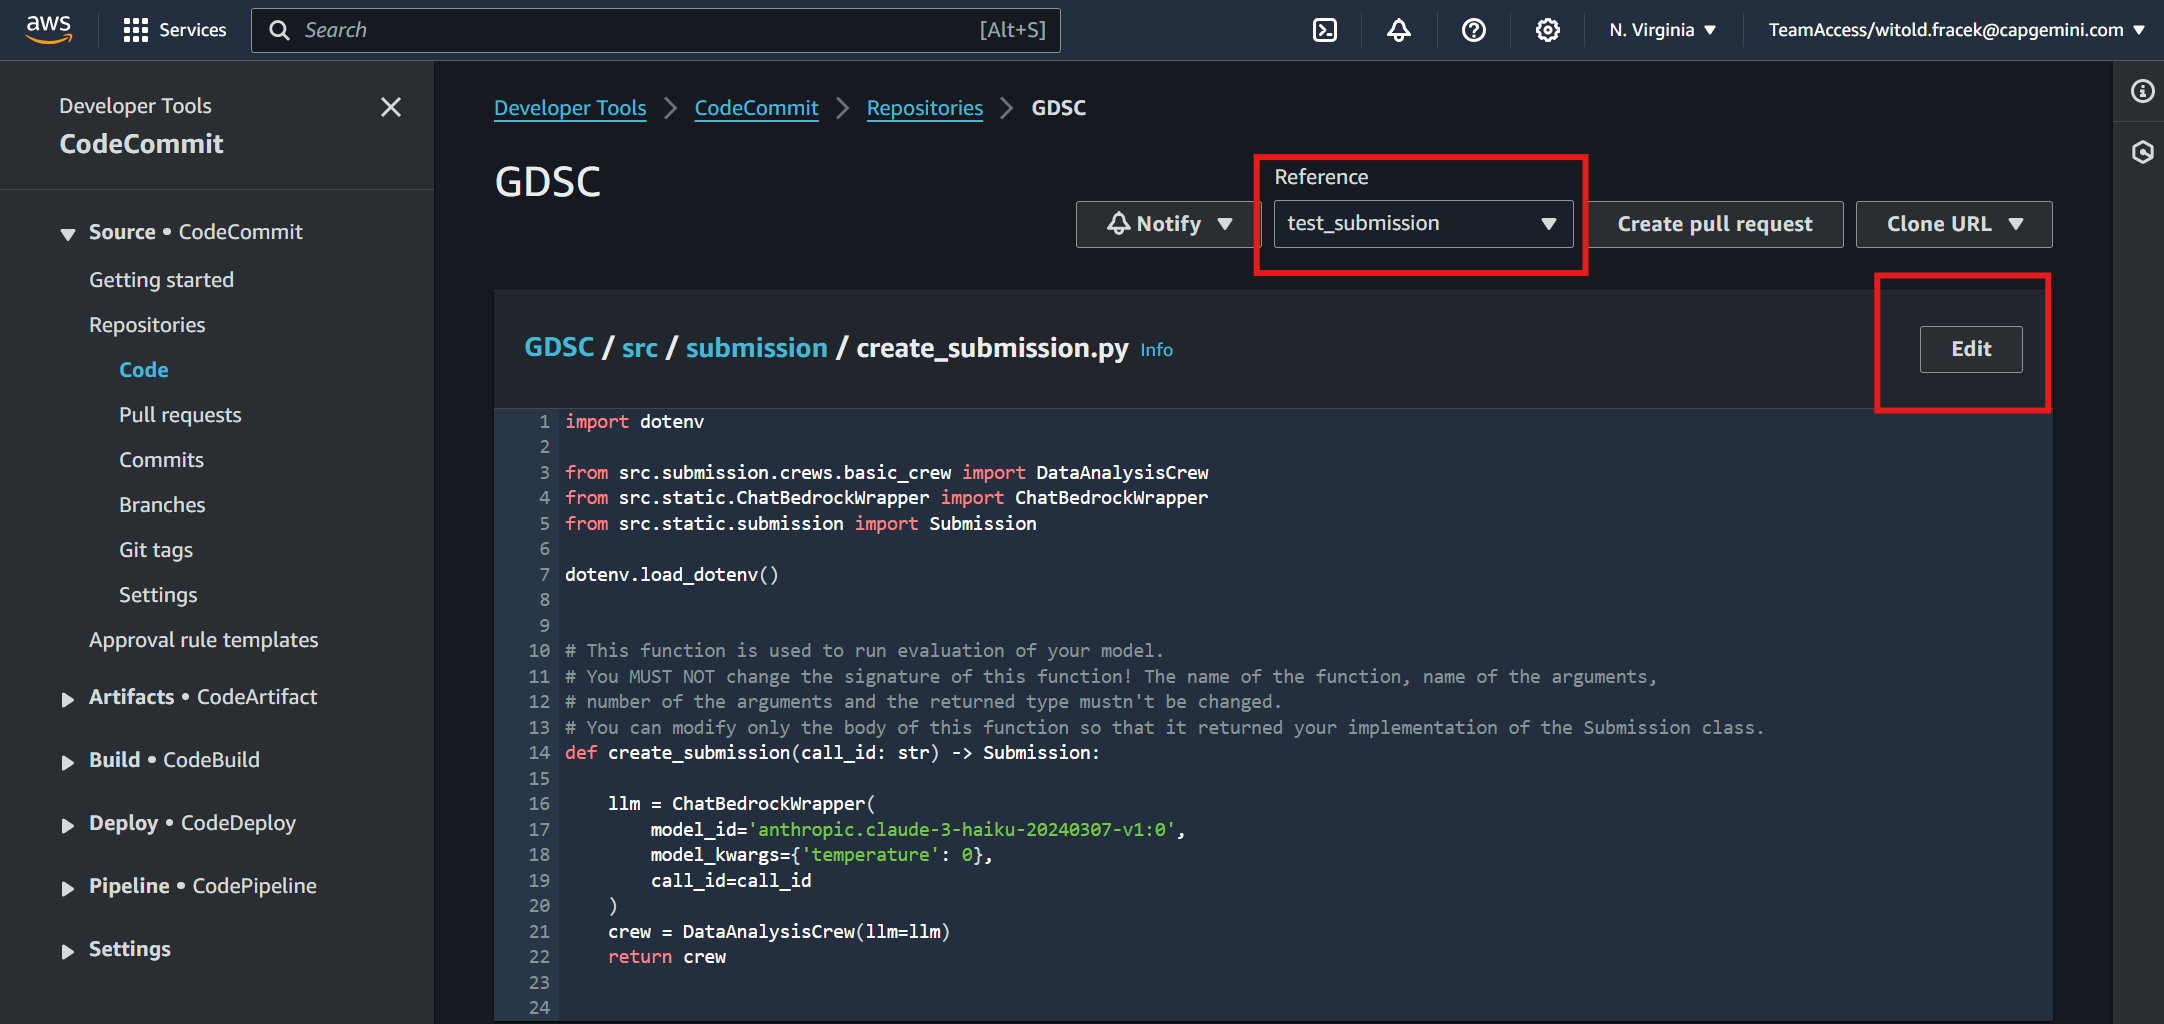 aws
Services
Search
[Alt+S]
N. Virginia
TeamAccess/witold.fracek@capgemini.com
Developer Tools
CodeCommit
Source • CodeCommit
Getting started
Repositories
Code
Pull requests
Commits
Branches
Git tags
Settings
Approval rule templates
Artifacts • CodeArtifact
Build • CodeBuild
Deploy • CodeDeploy
Pipeline • CodePipeline
Settings
Developer Tools > CodeCommit > Repositories > GDSC
GDSC
Notify
Reference
test_submission
Create pull request
Clone URL
GDSC / src / submission / create_submission.py Info
Edit
1 import dotenv
2
3 from src.submission.crews.basic_crew import DataAnalysisCrew
4 from src.static.ChatBedrockWrapper import ChatBedrockWrapper
5 from src.static.submission import Submission
6
7 dotenv.load_dotenv()
8
9
10 # This function is used to run evaluation of your model.
11 # You MUST NOT change the signature of this function! The name of the function, name of the arguments,
12 # number of the arguments and the returned type mustn't be changed.
13 # You can modify only the body of this function so that it returned your implementation of the Submission class.
14 def create_submission(call_id: str) -> Submission:
15
16     llm = ChatBedrockWrapper(
17         model_id='anthropic.claude-3-haiku-20240307-v1:0',
18         model_kwargs={'temperature': 0},
19         call_id=call_id
20     )
21     crew = DataAnalysisCrew(llm=llm)
22     return crew
23
24